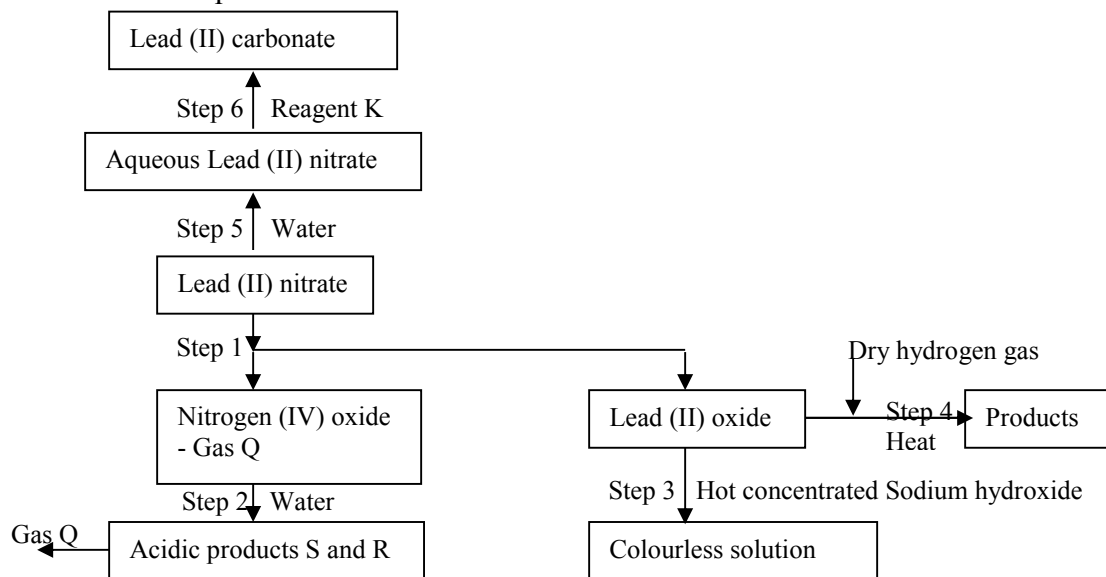 Lead (II) carbonate
Step 6 Reagent K
Aqueous Lead (II) nitrate
Step 5 Water
Lead (II) nitrate
Step 1
Dry hydrogen gas
Nitrogen (IV) oxide
- Gas Q
Lead (II) oxide
Step 4
Heat
Products
Step 2 Water
Step 3 Hot concentrated Sodium hydroxide
Gas Q
Acidic products S and R
Colourless solution